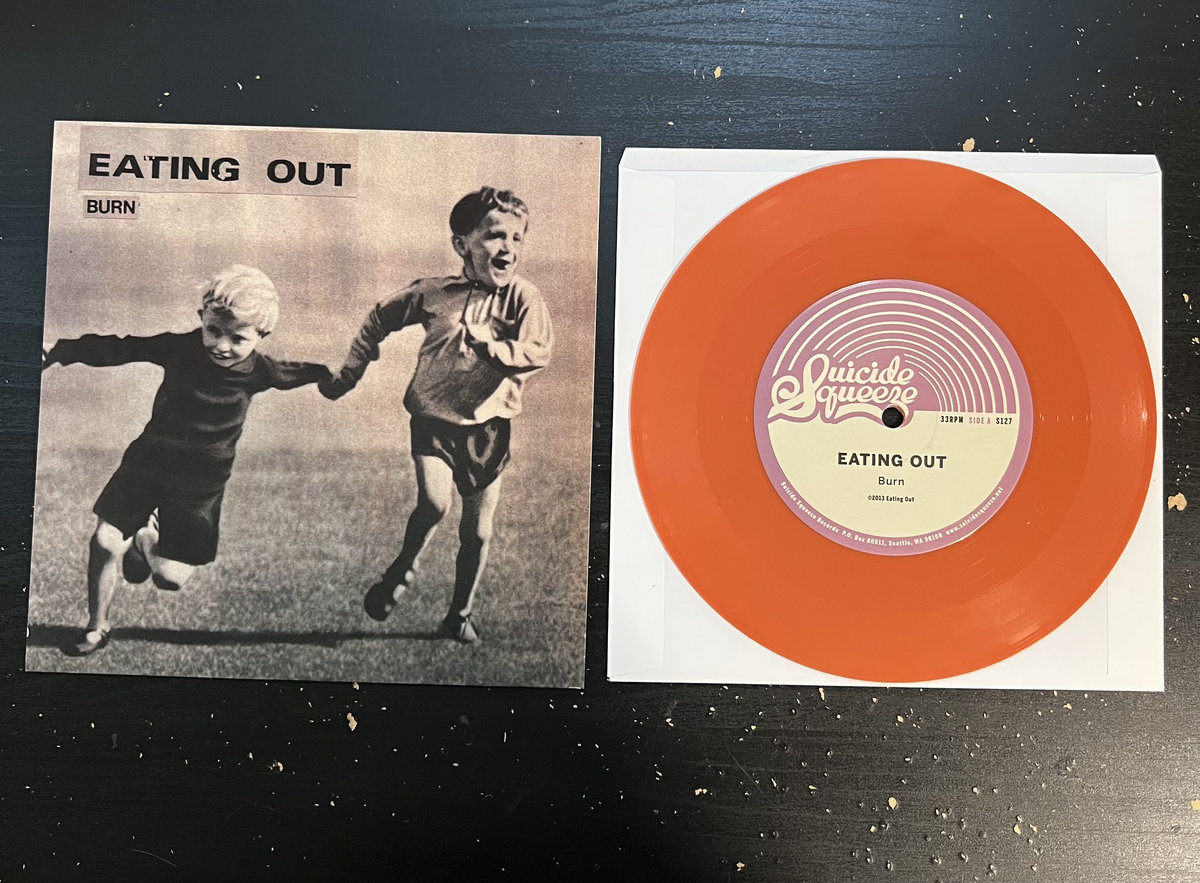 EATING OUT
BURN
Suicide
Squeeze
33RPM SIDE A S127
EATING OUT
Burn
©2013 Eating Out
Suicide Squeeze Records P.O. Box 80511, Seattle, WA 98108 www.suicidesqueeze.net